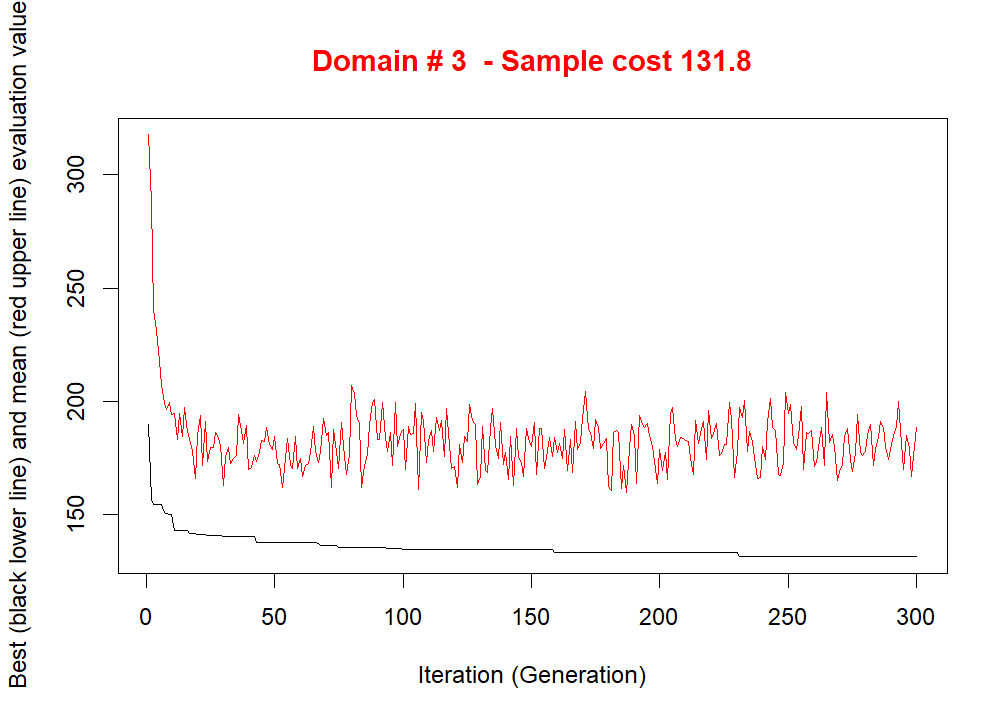 Domain # 3  - Sample cost 131.8
Best (black lower line) and mean (red upper line) evaluation value
300
250
200
150
0 50 100 150 200 250 300
Iteration (Generation)